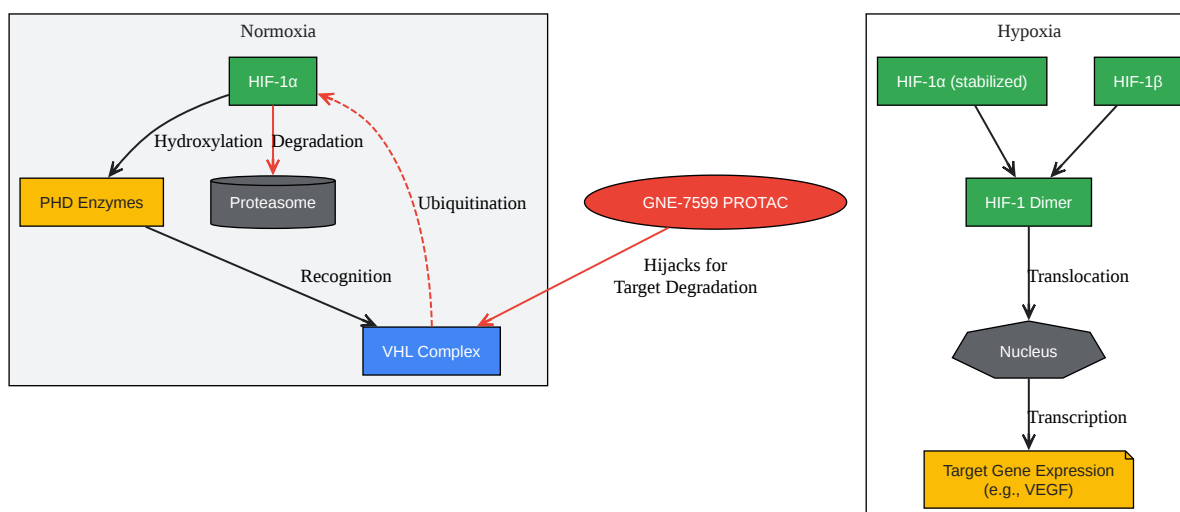 Normoxia
HIF-1α
Hydroxylation
Degradation
PHD Enzymes
Proteasome
Ubiquitination
Recognition
VHL Complex
GNE-7599 PROTAC
Hijacks for
Target Degradation
Hypoxia
HIF-1α (stabilized)
HIF-1β
HIF-1 Dimer
Translocation
Nucleus
Transcription
Target Gene Expression
(e.g., VEGF)